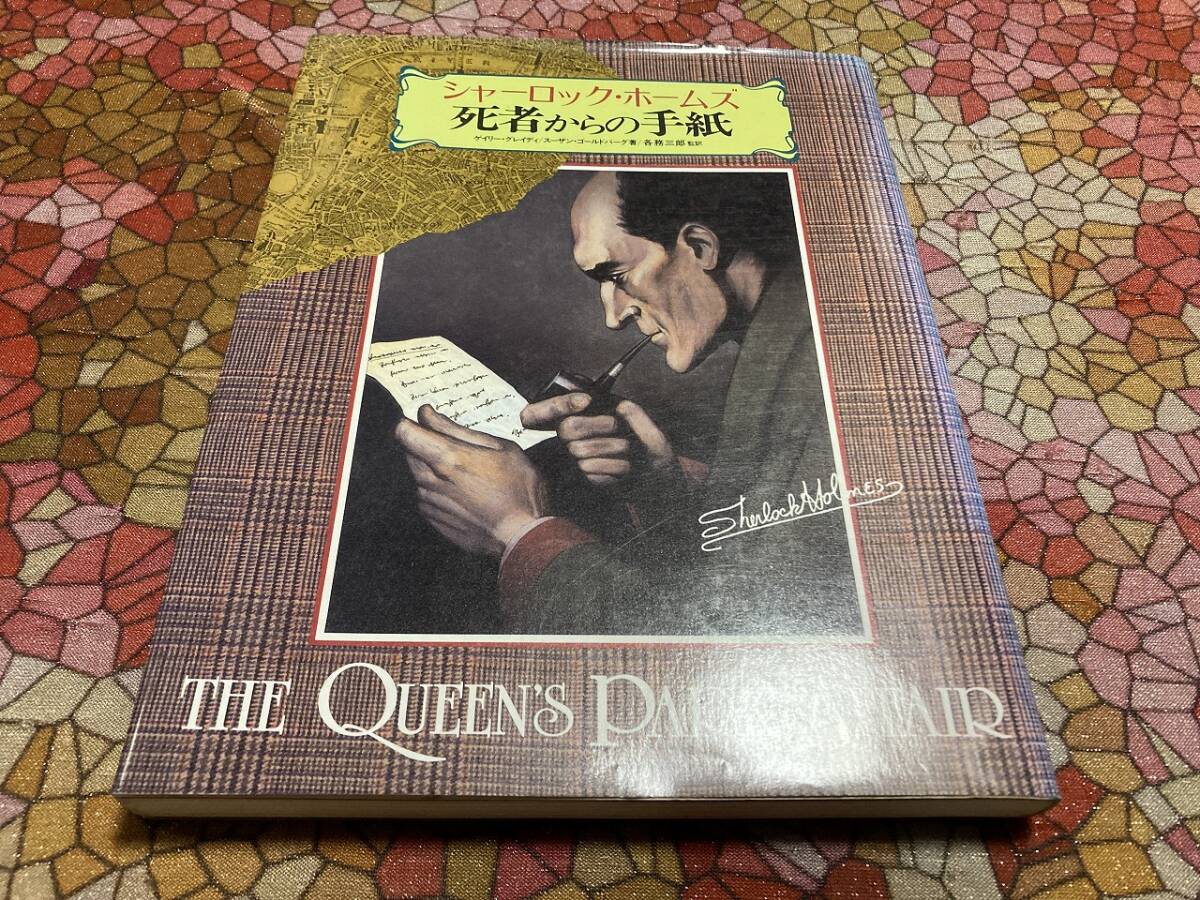 シャーロック・ホームズ
死者からの手紙
ゲイリー・グレイディ/スーザン・ゴールドバーグ著/各務三郎 監訳
Sherlock Holmes
THE QUEEN'S PARK AFFAIR